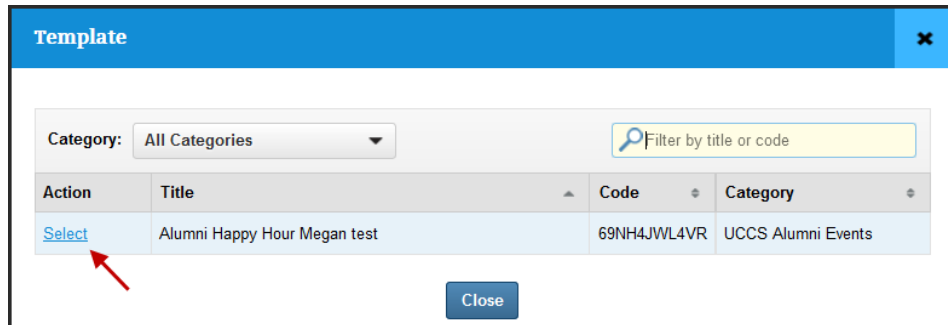 Template
Category: All Categories Filter by title or code
Action Title Code Category
Select Alumni Happy Hour Megan test 69NH4JWL4VR UCCS Alumni Events
Close